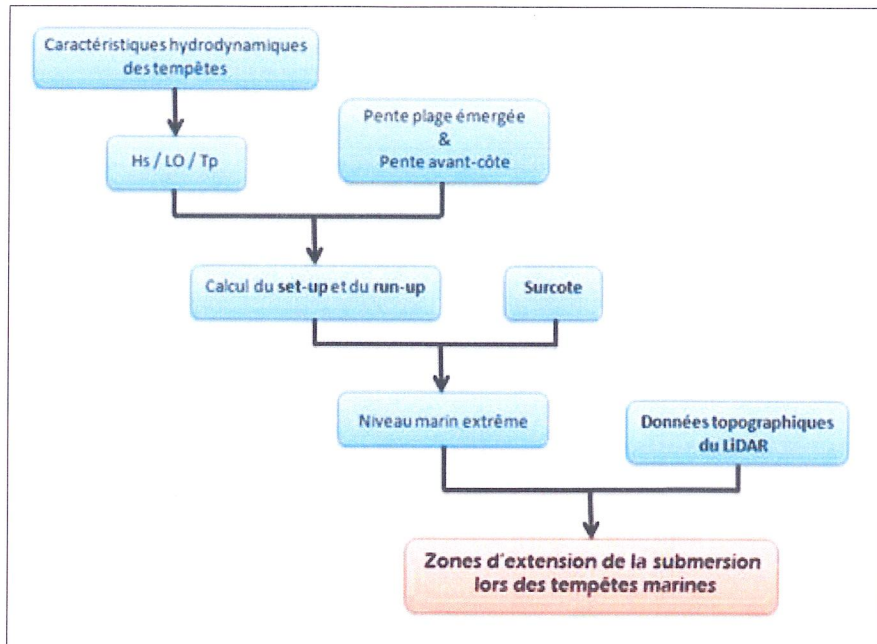 Caractéristiques hydrodynamiques
des tempêtes
Pente plage émergée
&
Pente avant-côte
Hs / LO / Tp
Calcul du set-up et du run-up
Surcote
Niveau marin extrême
Données topographiques
du LiDAR
Zones d'extension de la submersion
lors des tempêtes marines